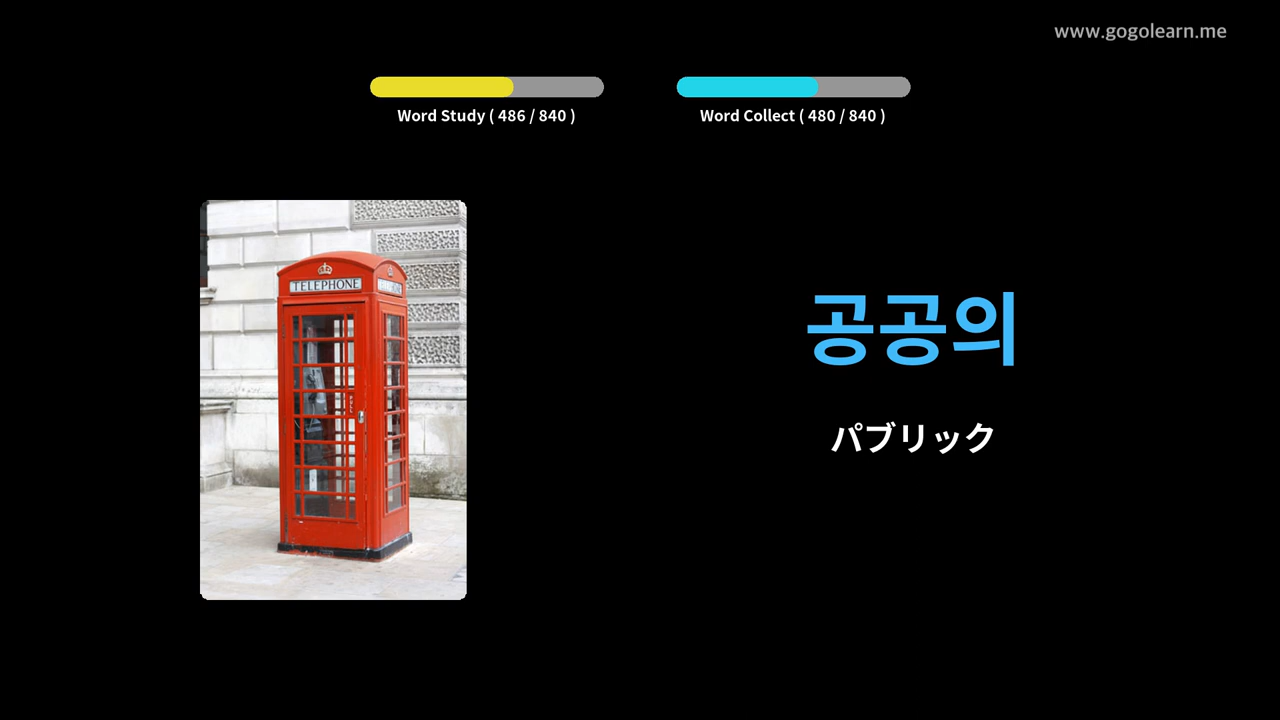 www.gogolearn.me
Word Study ( 486 / 840 )
Word Collect ( 480 / 840 )
TELEPHONE
공공의
パブリック